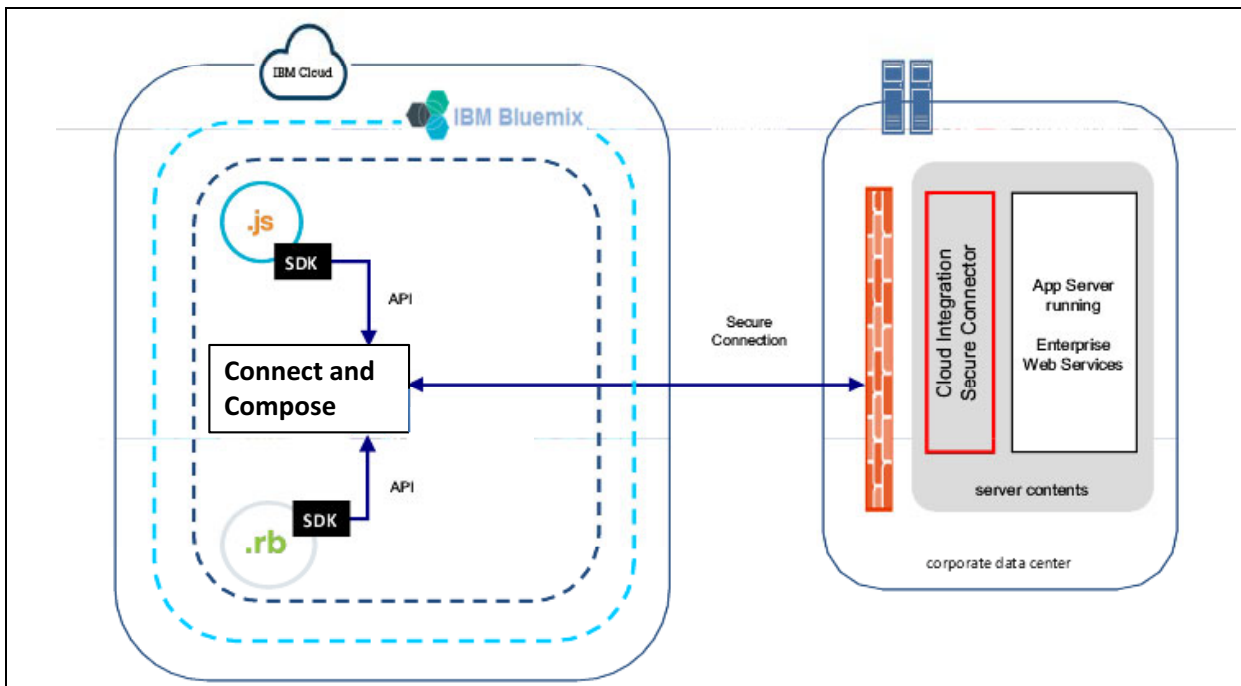 IBM Cloud
IBM Bluemix
.js
SDK
API
Connect and
Compose
API
SDK
.rb
Secure
Connection
Cloud Integration
Secure Connector
App Server
running
Enterprise
Web Services
server contents
corporate data center